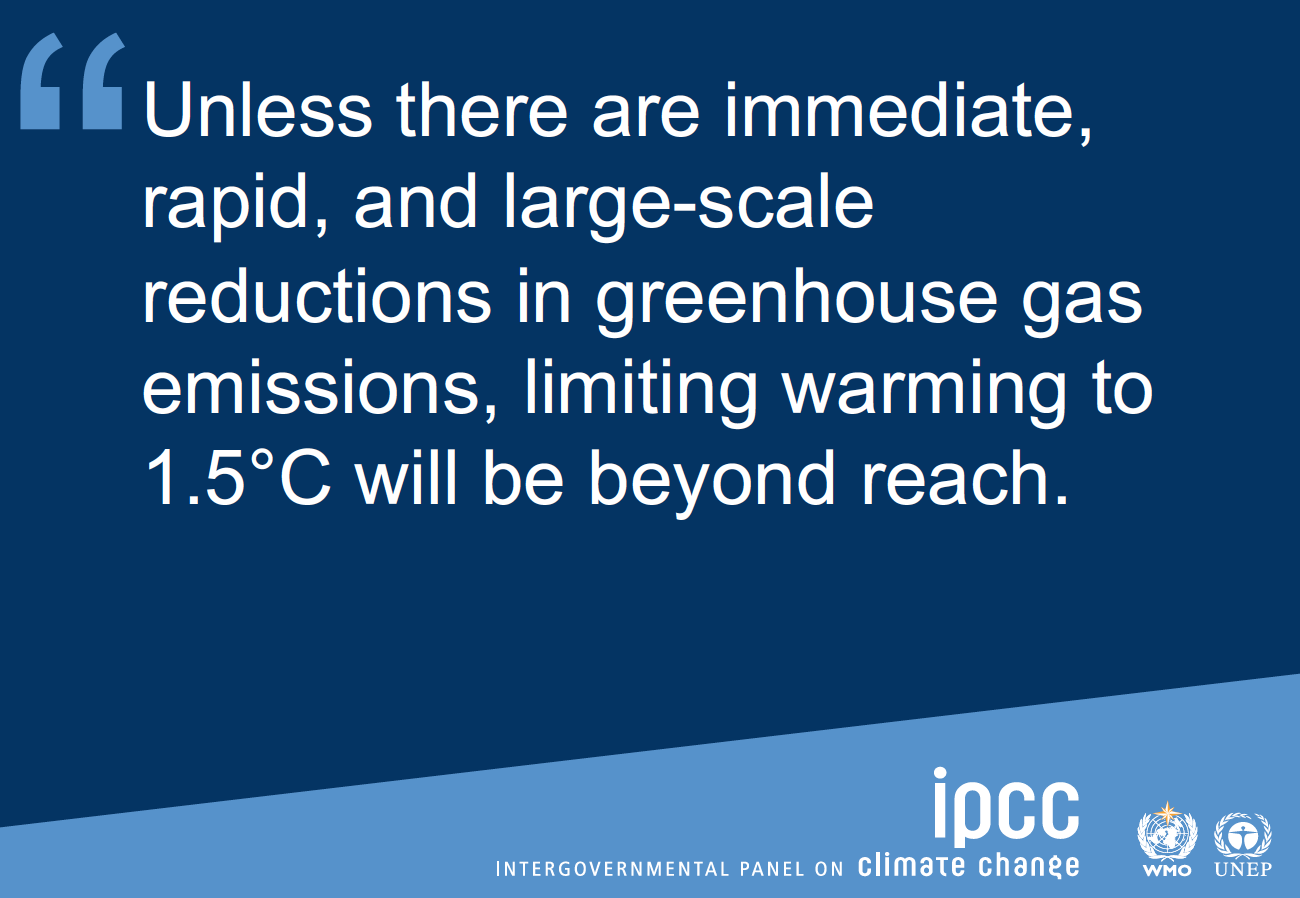 “Unless there are immediate,
rapid, and large-scale
reductions in greenhouse gas
emissions, limiting warming to
1.5°C will be beyond reach.
ipcc
INTERGOVERNMENTAL PANEL ON climate change
WMO
UNEP